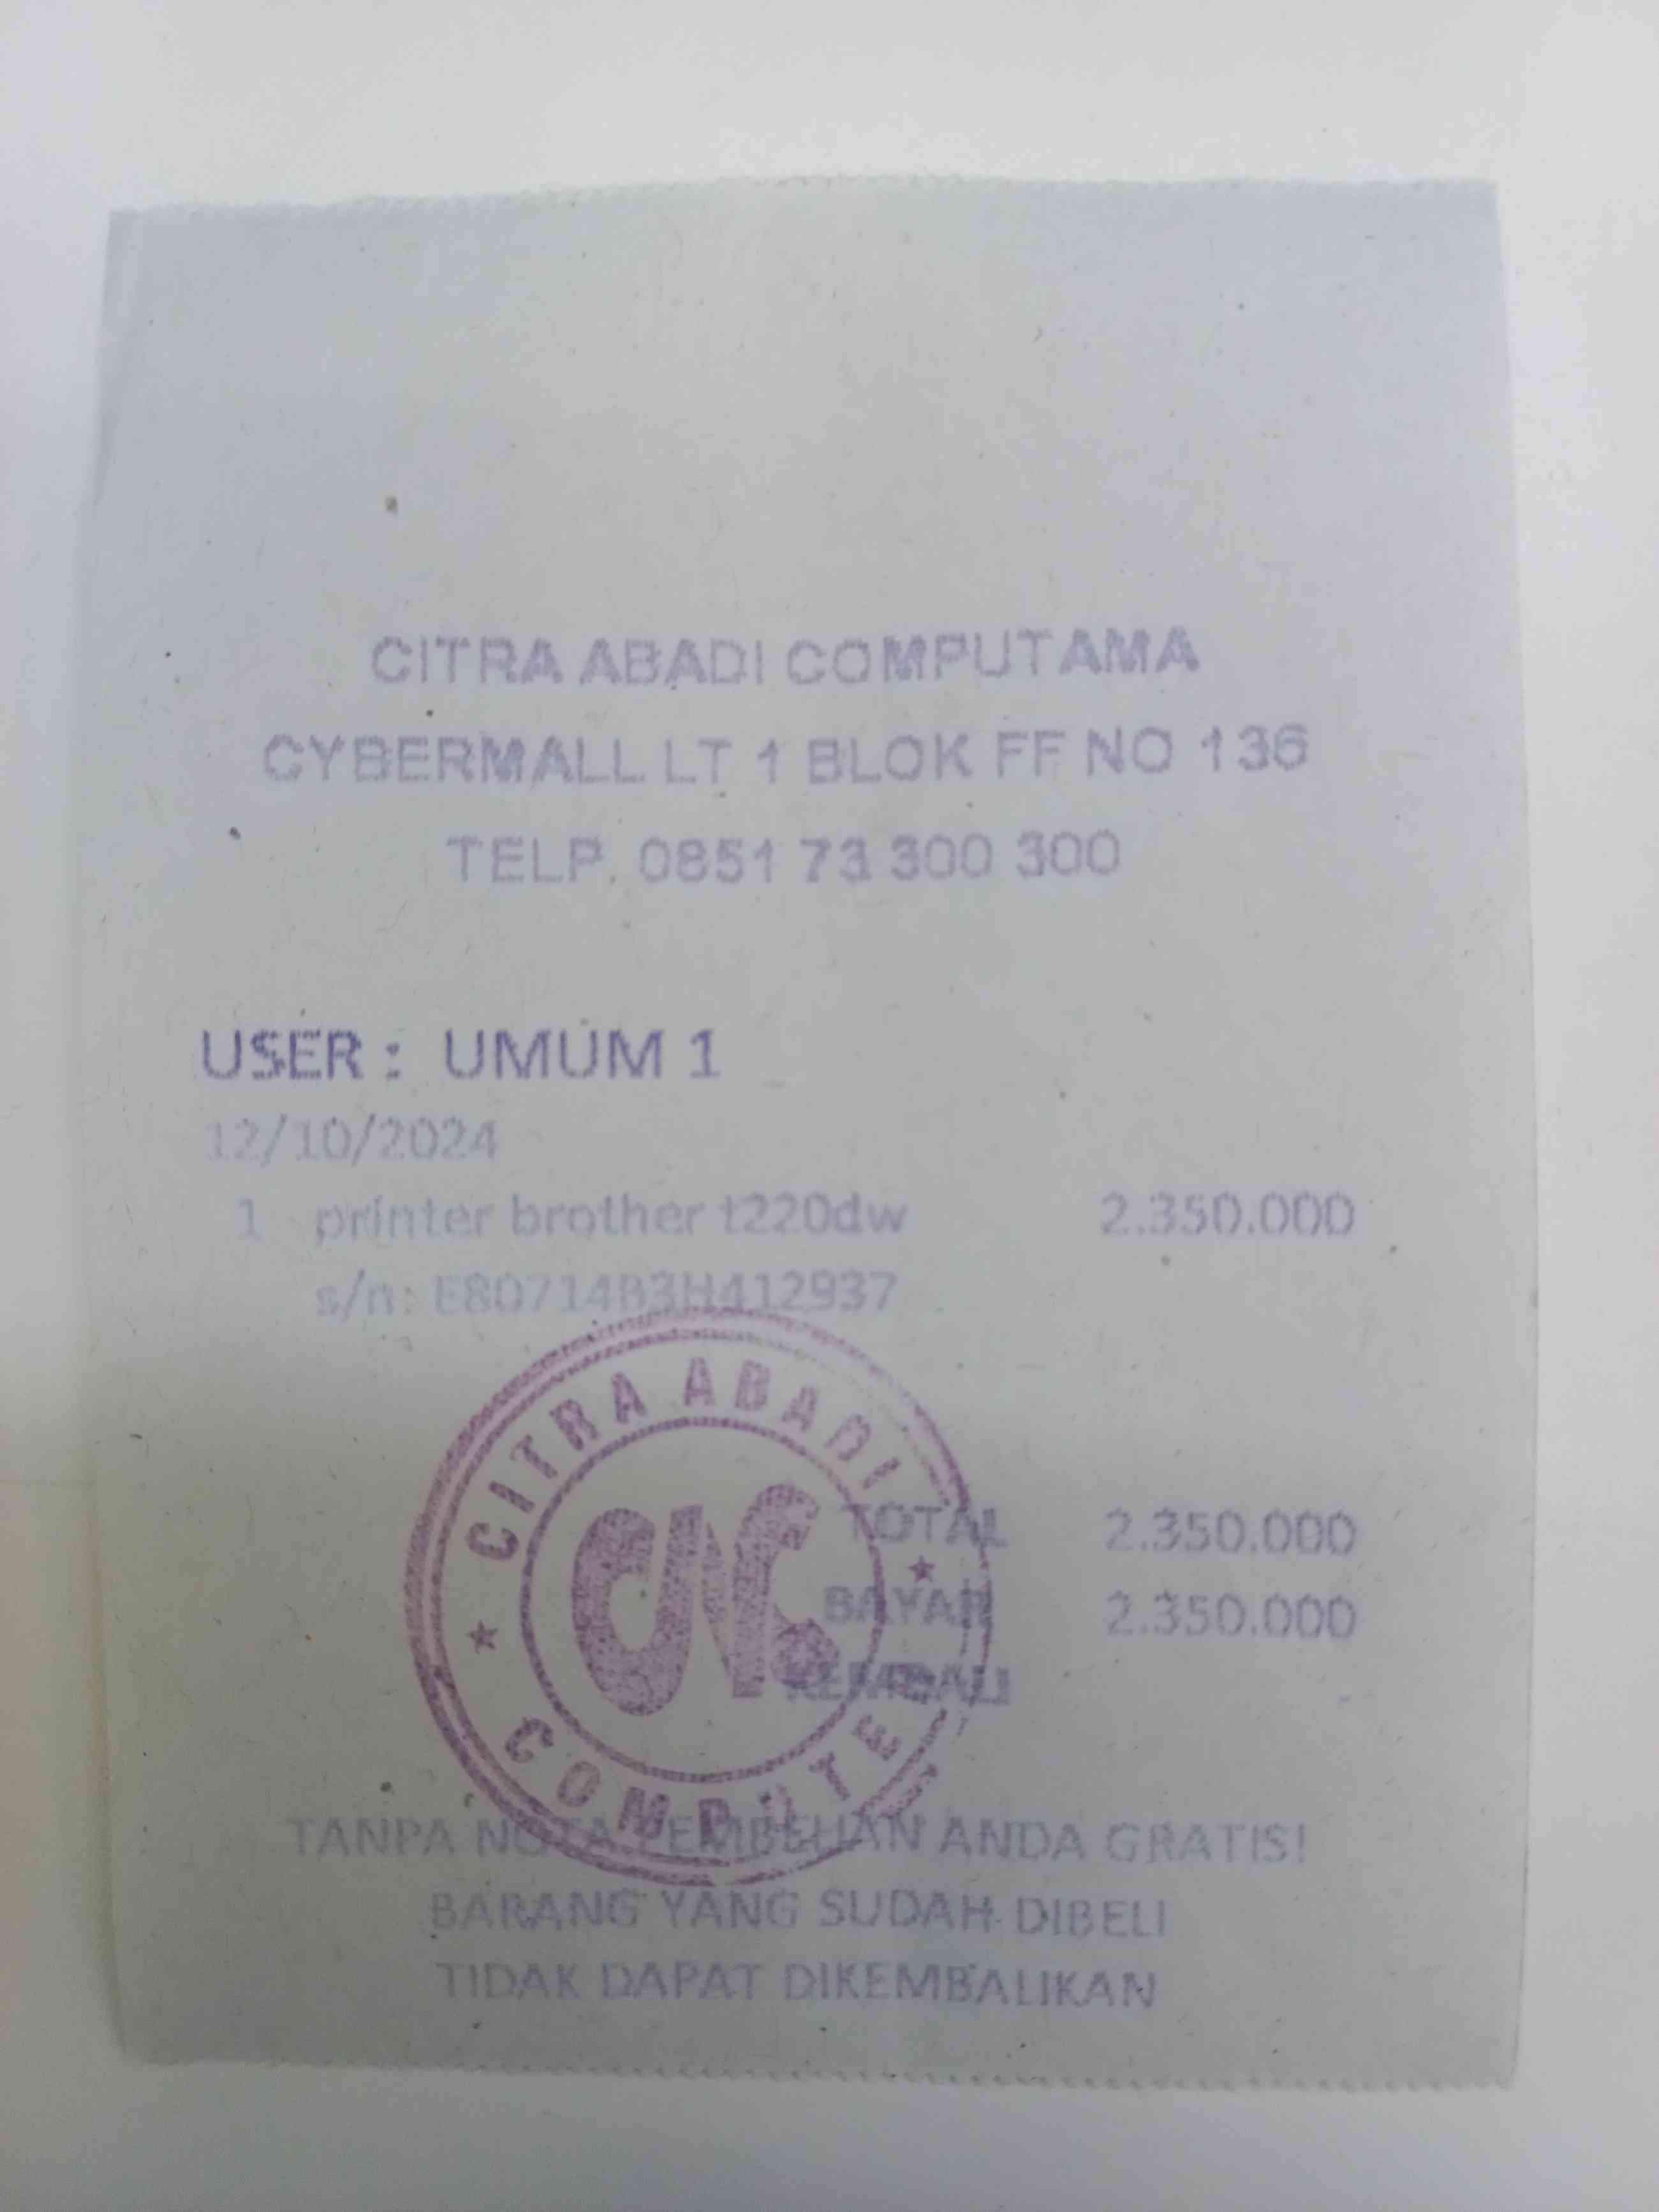 CITRA ABADI COMPUTAMA
CYBERMALL LT 1 BLOK FF NO 136
TELP. 0851 73 300 300
USER : UMUM 1
12/10/2024
1 printer brother t220dw 2.350.000
s/n: E80714B3H412937
CITRA ABADI
CAC
TOTAL 2.350.000
BAYAR 2.350.000
KEMBALI
COMPUTER
TANPA NOTA PEMBELIAN ANDA GRATIS!
BARANG YANG SUDAH DIBELI
TIDAK DAPAT DIKEMBALIKAN